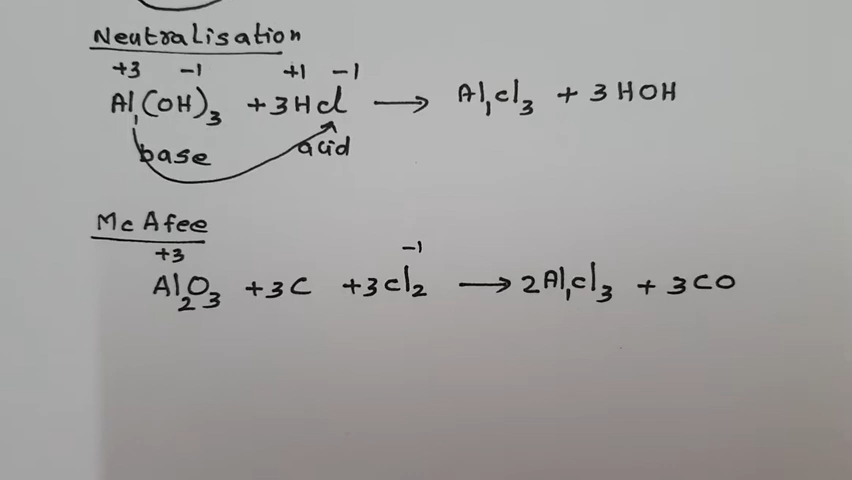 Neutralisation
+3 -1 +1 -1
Al₁(OH)₃ + 3HCl ⟶ Al₁Cl₃ + 3HOH
base acid
McAfee
+3 -1
Al₂O₃ + 3C + 3Cl₂ ⟶ 2Al₁Cl₃ + 3CO